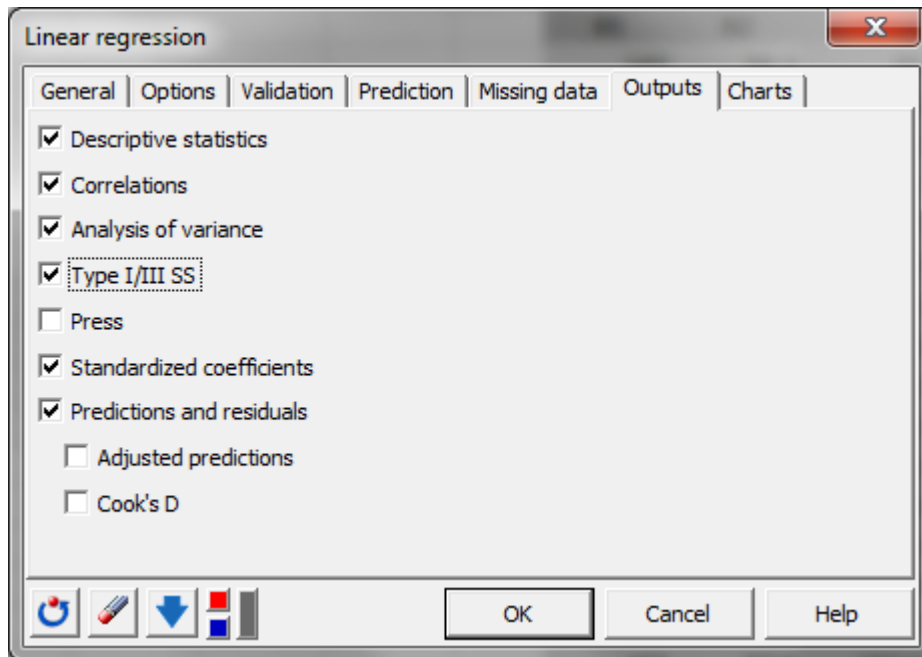 Linear regression
General Options Validation Prediction Missing data Outputs Charts
Descriptive statistics
Correlations
Analysis of variance
Type I/III SS
Press
Standardized coefficients
Predictions and residuals
Adjusted predictions
Cook's D
OK Cancel Help